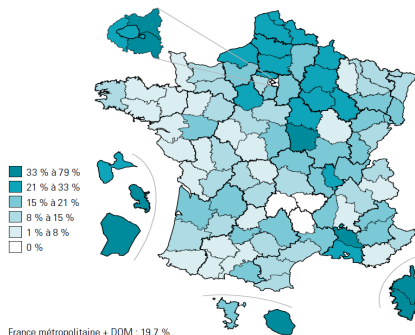 33 % à 79 %
21 % à 33 %
15 % à 21 %
8 % à 15 %
1 % à 8 %
0 %
France métropolitaine + DOM : 19,7 %